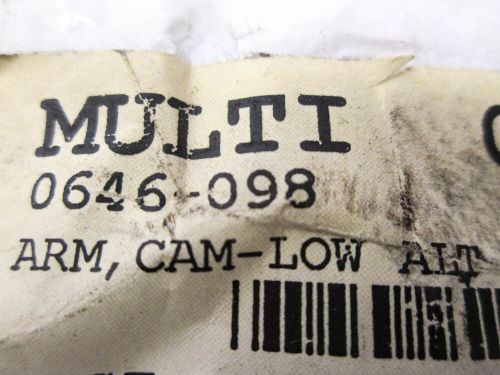 MULTI
0646-098
ARM, CAM-LOW ALT